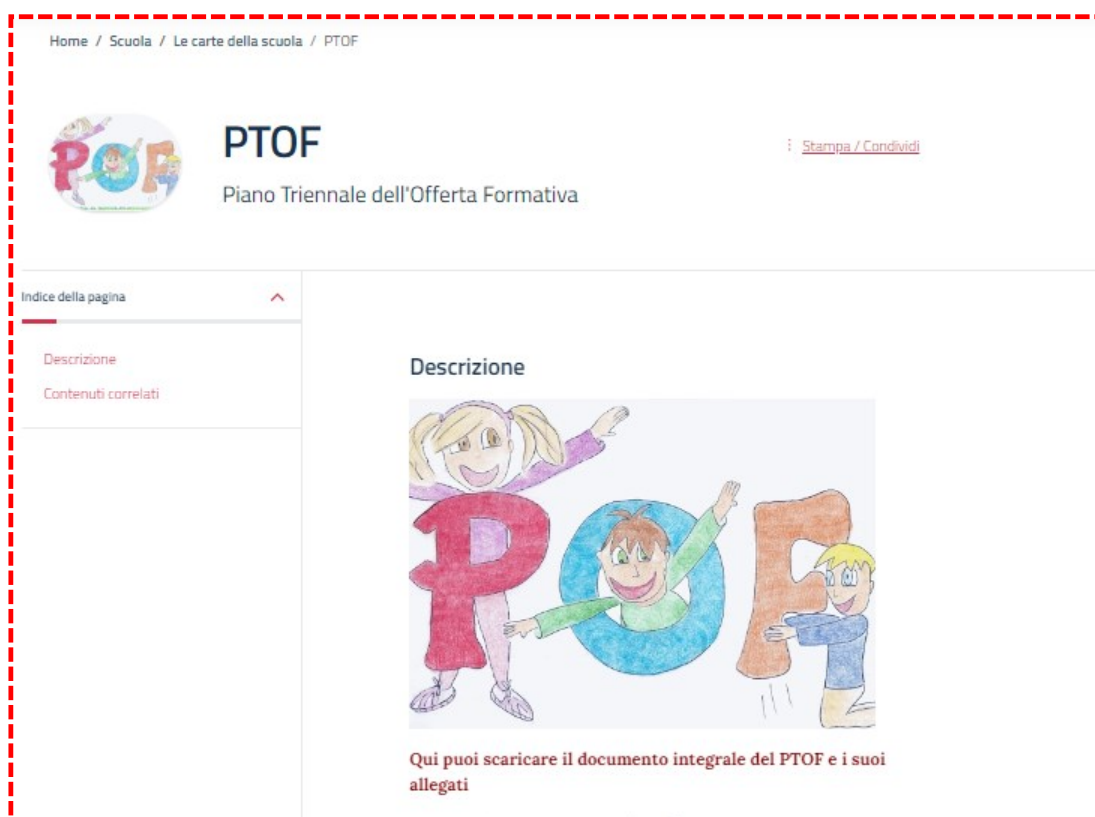 Home / Scuola / Le carte della scuola / PTOF
POF
PTOF
Stampa / Condividi
Piano Triennale dell'Offerta Formativa
Indice della pagina
Descrizione
Contenuti correlati
Descrizione
POF
Qui puoi scaricare il documento integrale del PTOF e i suoi
allegati